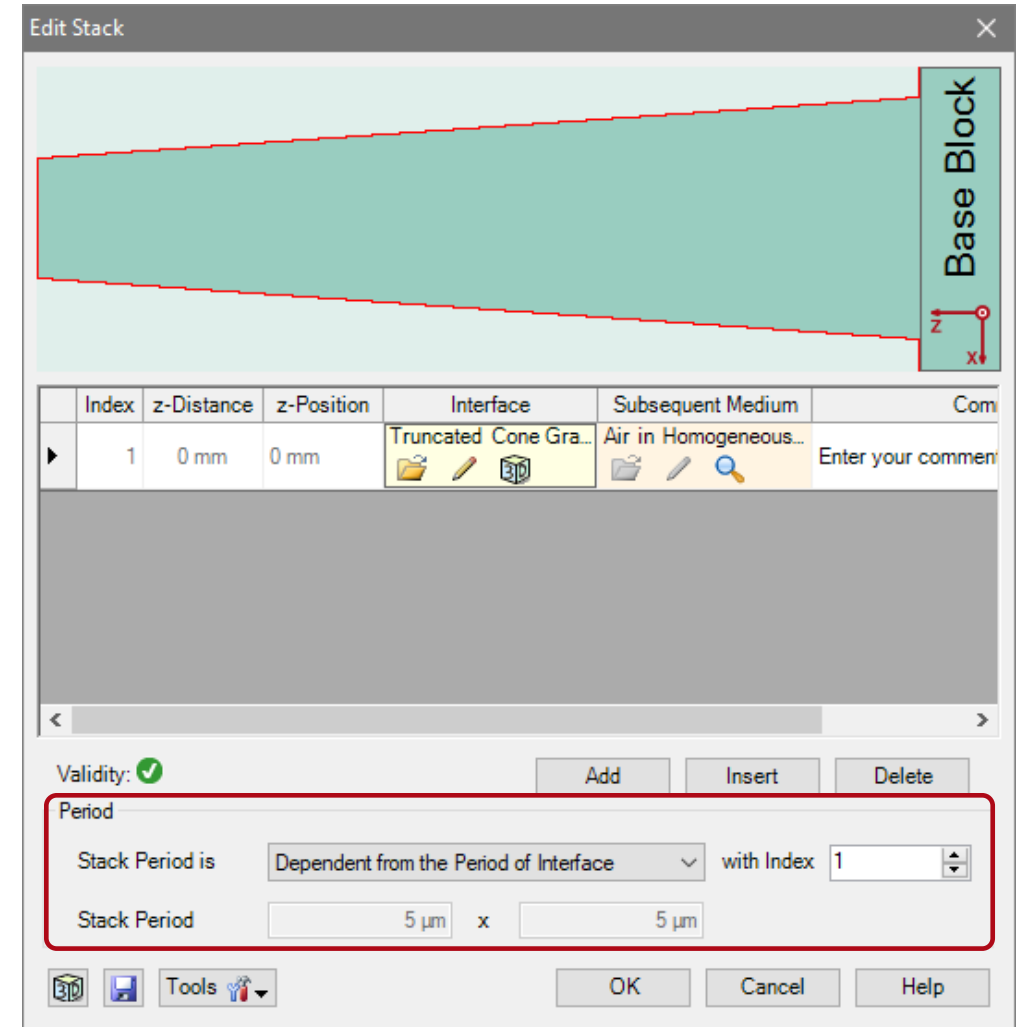 Edit Stack
Base Block
z
x
Index z-Distance z-Position Interface Subsequent Medium Com
1 0 mm 0 mm Truncated Cone Gra... Air in Homogeneous... Enter your comment
3D
Validity: Add Insert Delete
Period
Stack Period is Dependent from the Period of Interface with Index 1
Stack Period 5 µm x 5 µm
3D Tools OK Cancel Help